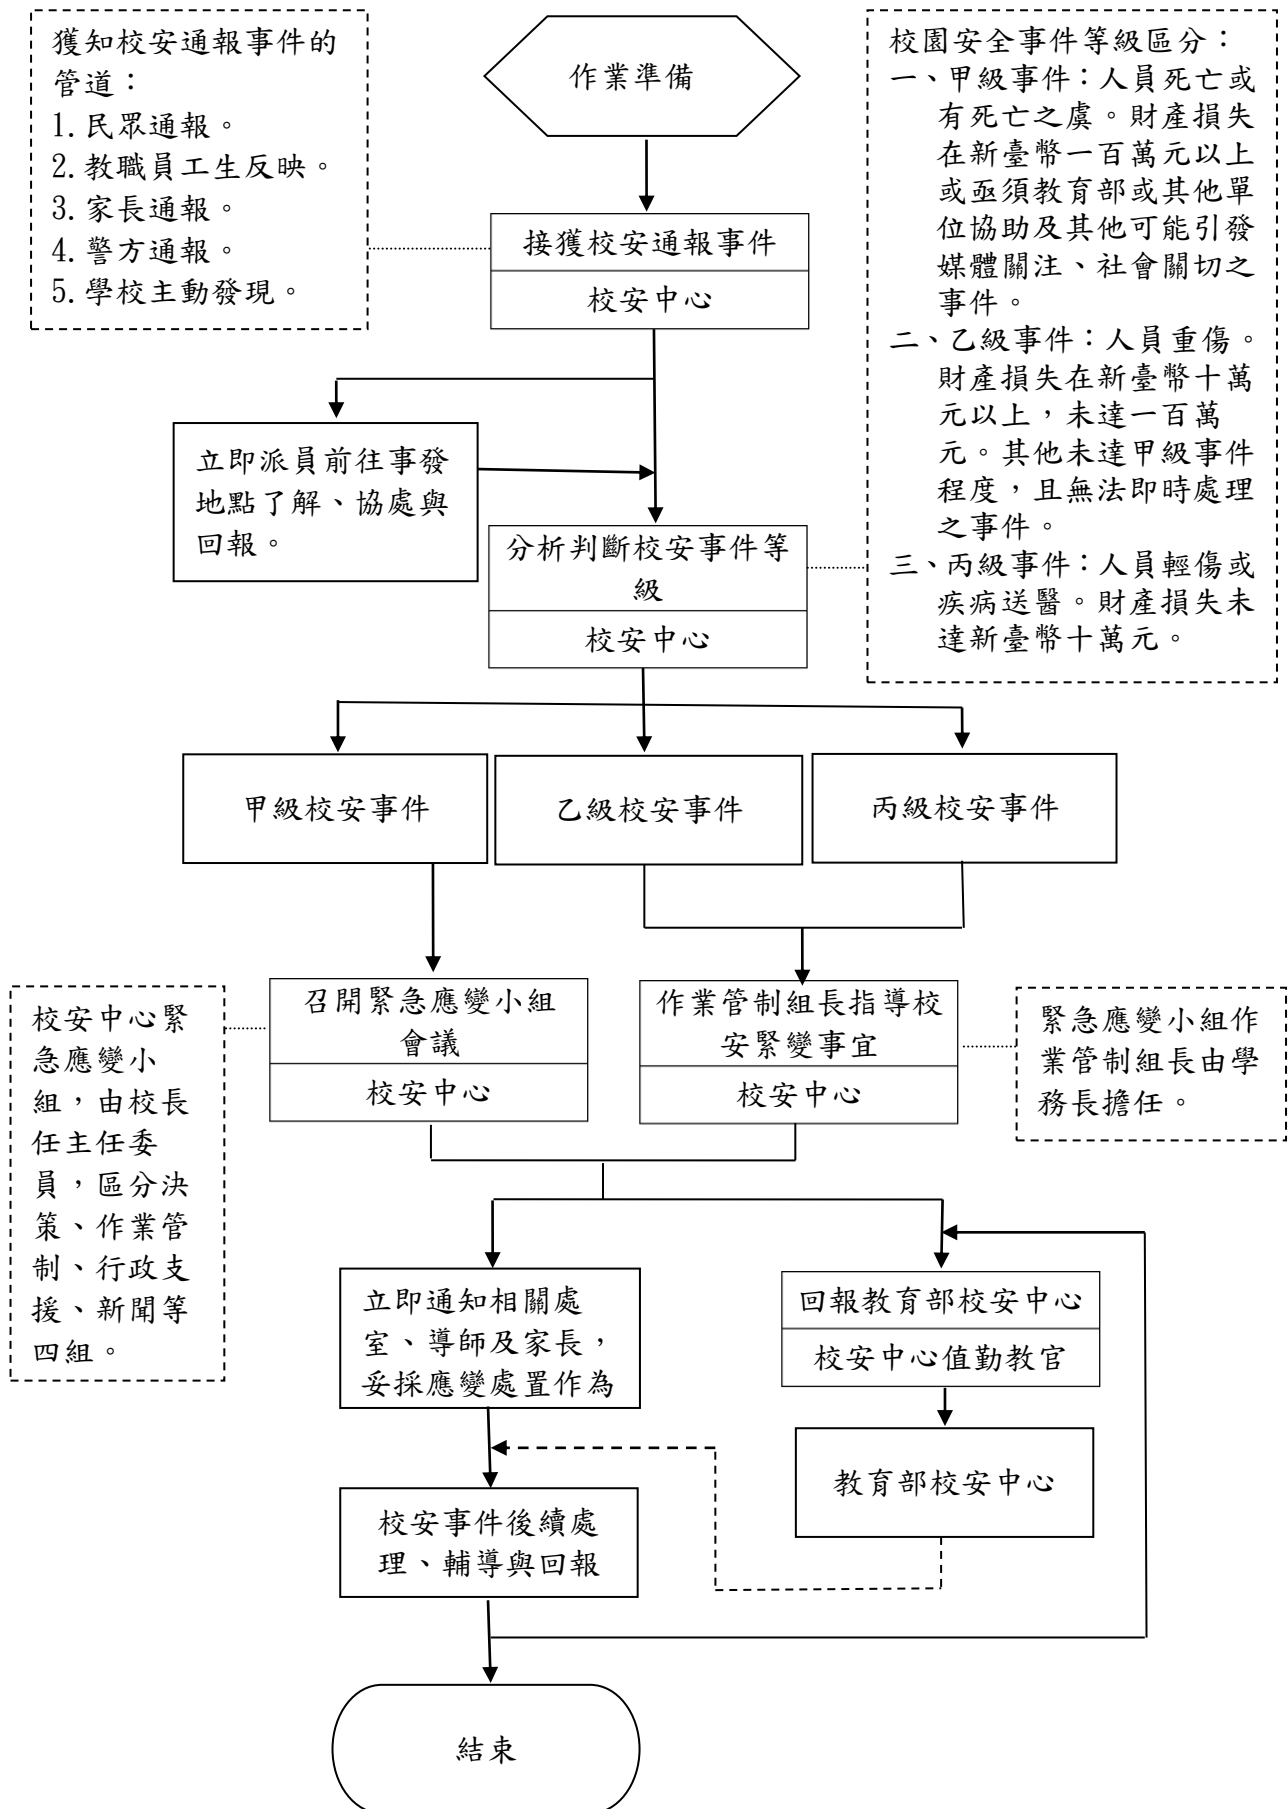 獲知校安通報事件的
管道：
1.民眾通報。
2.教職員工生反映。
3.家長通報。
4.警方通報。
5.學校主動發現。
作業準備
校園安全事件等級區分：
一、甲級事件：人員死亡或
有死亡之虞。財產損失
在新臺幣一百萬元以上
或亟須教育部或其他單
位協助及其他可能引發
媒體關注、社會關切之
事件。
二、乙級事件：人員重傷。
財產損失在新臺幣十萬
元以上，未達一百萬
元。其他未達甲級事件
程度，且無法即時處理
之事件。
三、丙級事件：人員輕傷或
疾病送醫。財產損失未
達新臺幣十萬元。
接獲校安通報事件
校安中心
立即派員前往事發
地點了解、協處與
回報。
分析判斷校安事件等
級
校安中心
甲級校安事件
乙級校安事件
丙級校安事件
校安中心緊
急應變小
組，由校長
任主任委
員，區分決
策、作業管
制、行政支
援、新聞等
四組。
召開緊急應變小組
會議
校安中心
作業管制組長指導校
安緊變事宜
校安中心
緊急應變小組作
業管制組長由學
務長擔任。
立即通知相關處
室、導師及家長，
妥採應變處置作為
回報教育部校安中心
校安中心值勤教官
教育部校安中心
校安事件後續處
理、輔導與回報
結束